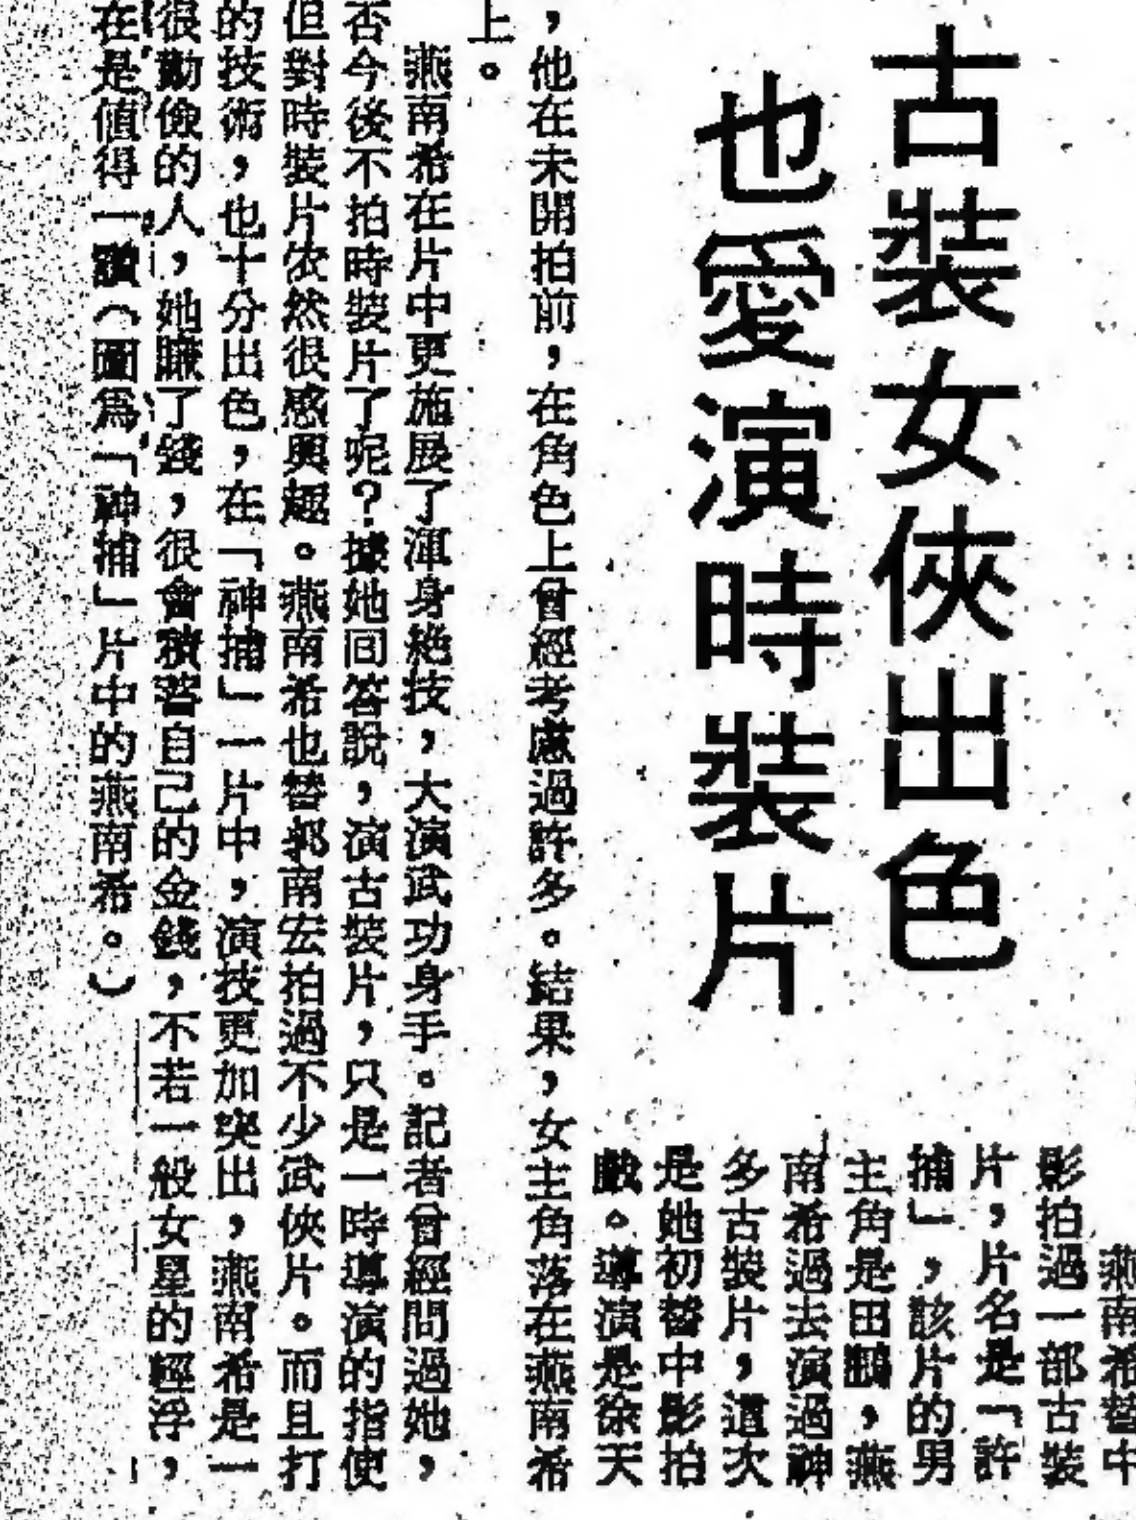 古裝女俠出色
也愛演時裝片
燕南希替中
影拍過一部古裝
片，片名是「許
捕」，該片的男
主角是田鵬，燕
南希過去演過神
多古裝片，這次
是她初替中影拍
戲。導演是徐天
，他在未開拍前，在角色上曾經考慮過許多。結果，女主角落在燕南希
上。
燕南希在片中更施展了渾身絕技，大演武功身手。記者曾經問過她，
否今後不拍時裝片了呢？據她回答說，演古裝片，只是一時導演的指使
但對時裝片依然很感興趣。燕南希也替郭南宏拍過不少武俠片。而且打
的技術，也十分出色，在「神捕」一片中，演技更加突出，燕南希是一
很勤儉的人，她賺了錢，很會積蓄自己的金錢，不若一般女星的輕浮，
在是值得一讚（圖爲「神捕」片中的燕南希。）